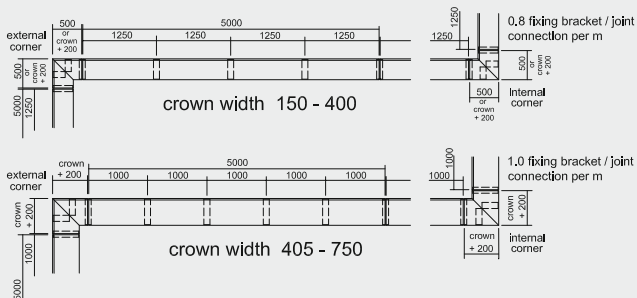 500
or
crown
+ 200
5000
1250 1250 1250 1250 1250
1250
0.8 fixing bracket / joint
connection per m
external
corner
500
or
crown
+ 200
5000
1250
crown width 150 - 400
500
or
crown
+ 200
500
or
crown
+ 200
Internal
corner
crown
+ 200
5000
1000 1000 1000 1000 1000 1000
1000
1.0 fixing bracket / joint
connection per m
external
corner
crown
+ 200
1000
5000
crown width 405 - 750
crown
+ 200
crown
+ 200
internal
corner